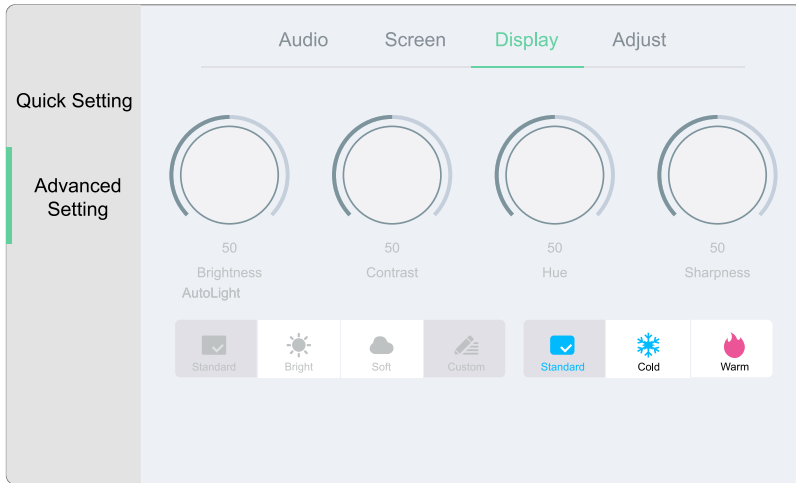 Audio Screen Display Adjust
Quick Setting
Advanced
Setting
50 50 50 50
Brightness Contrast Hue Sharpness
AutoLight
Standard Bright Soft Custom Standard Cold Warm